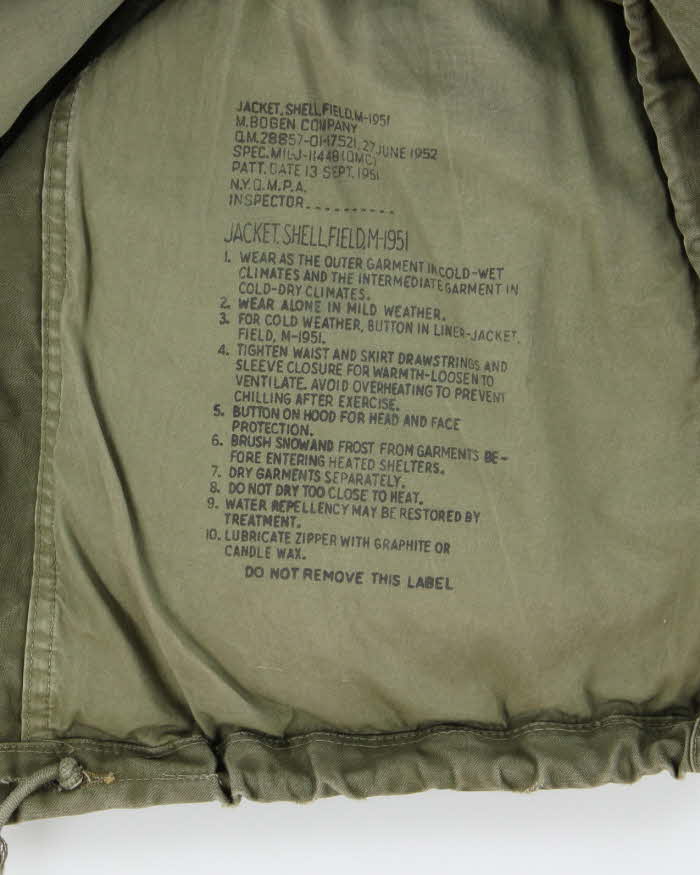 JACKET, SHELL, FIELD, M-1951
M. BOGEN COMPANY
Q.M. 28857-01-17521, 27 JUNE 1952
SPEC. MIL-J-11448 (QMC)
PATT. DATE 13 SEPT. 1951
N.Y.Q.M.P.A.
INSPECTOR. _ _ _ _ _ _ _ _ _ _
JACKET, SHELL, FIELD, M-1951
1. WEAR AS THE OUTER GARMENT IN COLD-WET
CLIMATES AND THE INTERMEDIATE GARMENT IN
COLD-DRY CLIMATES.
2. WEAR ALONE IN MILD WEATHER.
3. FOR COLD WEATHER, BUTTON IN LINER-JACKET,
FIELD, M-1951.
4. TIGHTEN WAIST AND SKIRT DRAWSTRINGS AND
SLEEVE CLOSURE FOR WARMTH-LOOSEN TO
VENTILATE. AVOID OVERHEATING TO PREVENT
CHILLING AFTER EXERCISE.
5. BUTTON ON HOOD FOR HEAD AND FACE
PROTECTION.
6. BRUSH SNOW AND FROST FROM GARMENTS BE-
FORE ENTERING HEATED SHELTERS.
7. DRY GARMENTS SEPARATELY.
8. DO NOT DRY TOO CLOSE TO HEAT.
9. WATER REPELLENCY MAY BE RESTORED BY
TREATMENT.
10. LUBRICATE ZIPPER WITH GRAPHITE OR
CANDLE WAX.
DO NOT REMOVE THIS LABEL